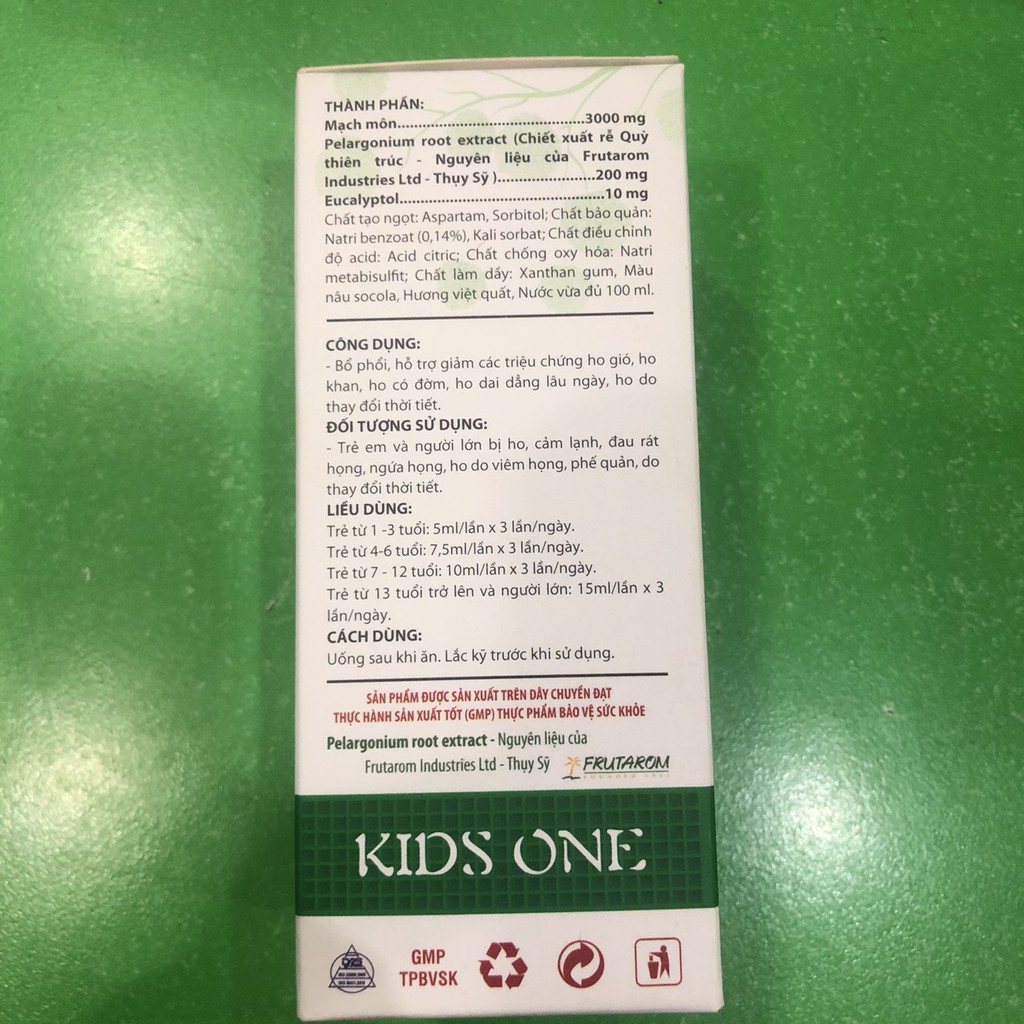 THÀNH PHẦN:
Mạch môn.............................................3000 mg
Pelargonium root extract (Chiết xuất rễ Quỳ
thiên trúc - Nguyên liệu của Frutarom
Industries Ltd - Thụy Sỹ ).......................200 mg
Eucalyptol.................................................10 mg
Chất tạo ngọt: Aspartam, Sorbitol; Chất bảo quản:
Natri benzoat (0,14%), Kali sorbat; Chất điều chỉnh
độ acid: Acid citric; Chất chống oxy hóa: Natri
metabisulfit; Chất làm dầy: Xanthan gum, Màu
nâu socola, Hương việt quất, Nước vừa đủ 100 ml.
CÔNG DỤNG:
- Bổ phổi, hỗ trợ giảm các triệu chứng ho gió, ho
khan, ho có đờm, ho dai dẳng lâu ngày, ho do
thay đổi thời tiết.
ĐỐI TƯỢNG SỬ DỤNG:
- Trẻ em và người lớn bị ho, cảm lạnh, đau rát
họng, ngứa họng, ho do viêm họng, phế quản, do
thay đổi thời tiết.
LIỀU DÙNG:
Trẻ từ 1 -3 tuổi: 5ml/lần x 3 lần/ngày.
Trẻ từ 4-6 tuổi: 7,5ml/lần x 3 lần/ngày.
Trẻ từ 7 - 12 tuổi: 10ml/lần x 3 lần/ngày.
Trẻ từ 13 tuổi trở lên và người lớn: 15ml/lần x 3
lần/ngày.
CÁCH DÙNG:
Uống sau khi ăn. Lắc kỹ trước khi sử dụng.
SẢN PHẨM ĐƯỢC SẢN XUẤT TRÊN DÂY CHUYỀN ĐẠT
THỰC HÀNH SẢN XUẤT TỐT (GMP) THỰC PHẨM BẢO VỆ SỨC KHỎE
Pelargonium root extract - Nguyên liệu của
Frutarom Industries Ltd - Thụy Sỹ FRUTAROM
KIDS ONE
GMP
TPBVSK